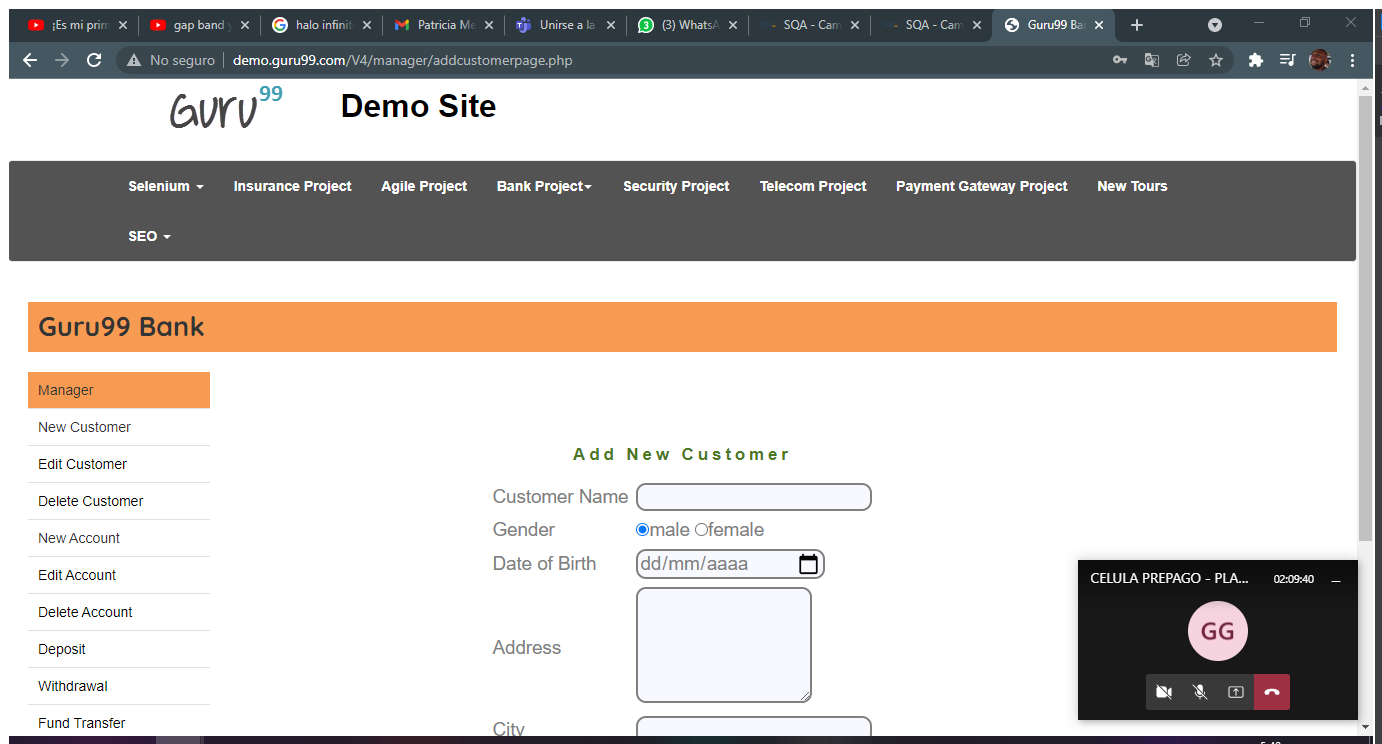 ¡Es mi prim
gap band y
halo infinit
Patricia Me
Unirse a la
(3) WhatsA
SQA - Cam
SQA - Cam
Guru99 Ba
No seguro
demo.guru99.com/V4/manager/addcustomerpage.php
Guru99
Demo Site
Selenium
Insurance Project
Agile Project
Bank Project
Security Project
Telecom Project
Payment Gateway Project
New Tours
SEO
Guru99 Bank
Manager
New Customer
Edit Customer
Delete Customer
New Account
Edit Account
Delete Account
Deposit
Withdrawal
Fund Transfer
Add New Customer
Customer Name
Gender
male female
Date of Birth
dd/mm/aaaa
Address
City
CELULA PREPAGO - PLA...
02:09:40
GG